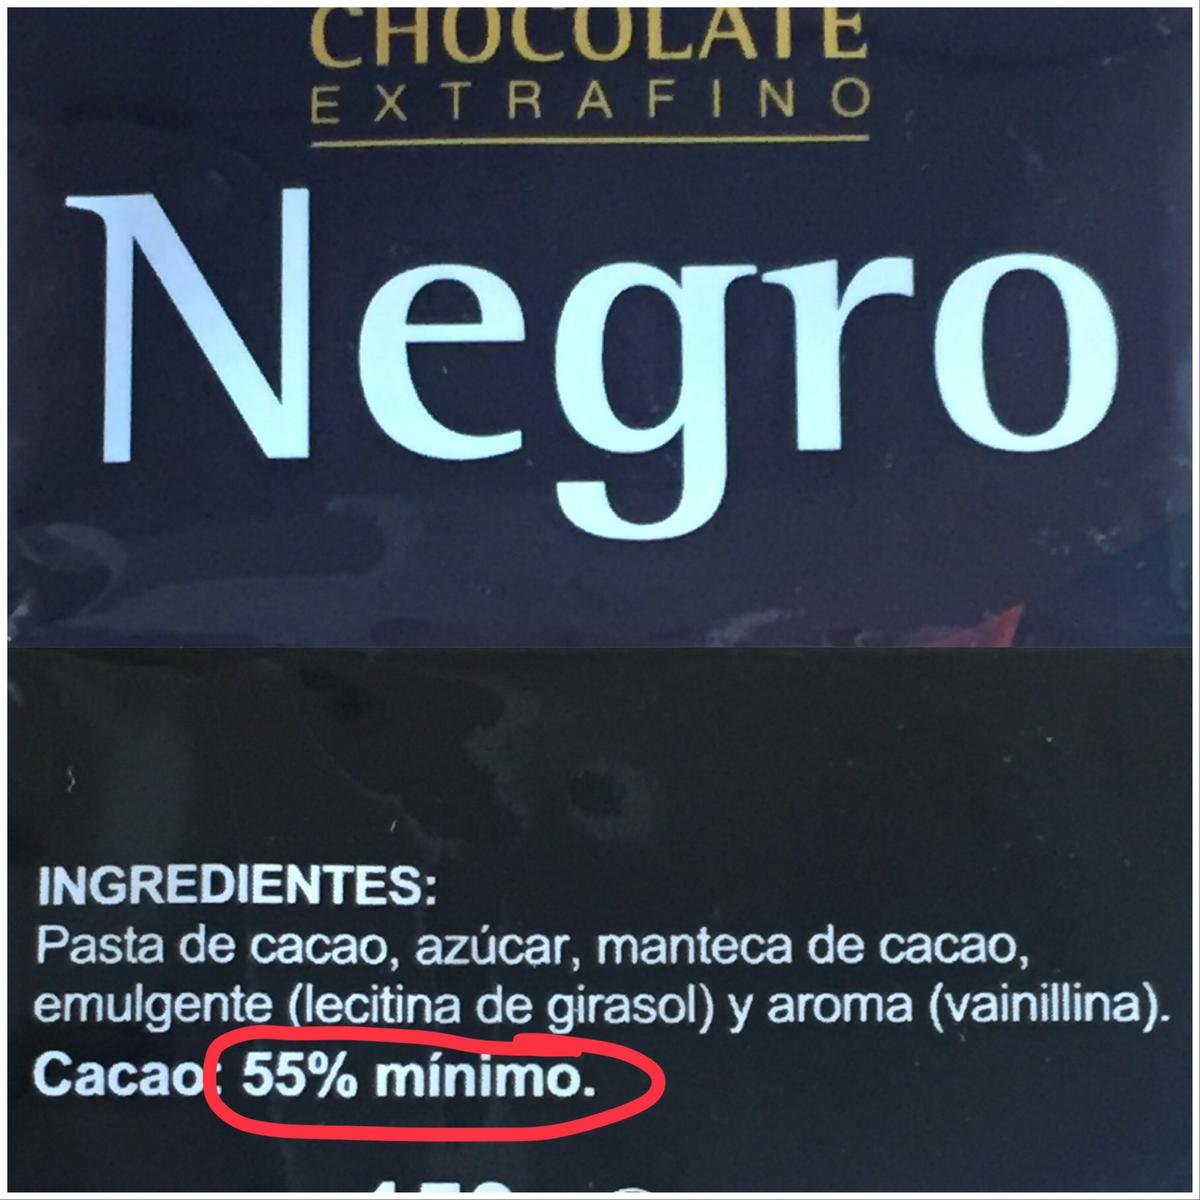 CHOCOLATE
EXTRAFINO
Negro
INGREDIENTES:
Pasta de cacao, azúcar, manteca de cacao,
emulgente (lecitina de girasol) y aroma (vainillina).
Cacao: 55% mínimo.